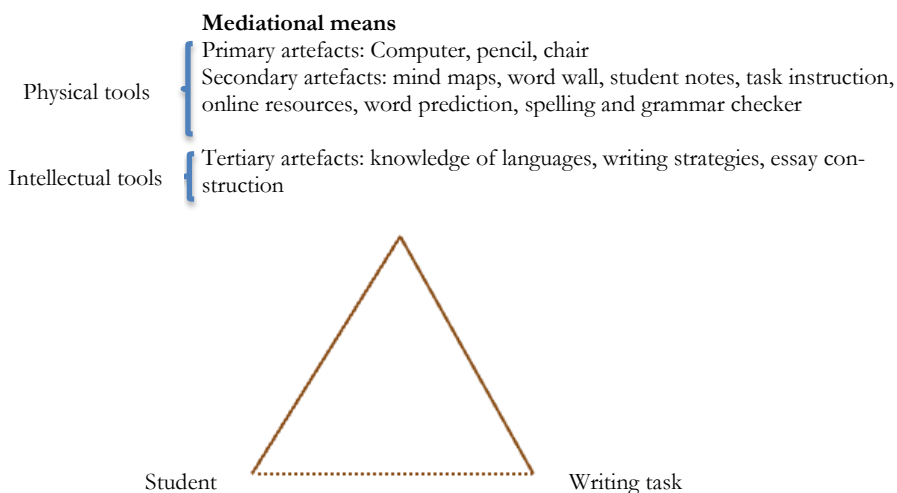 Mediational means
Primary artefacts: Computer, pencil, chair
Physical tools
Secondary artefacts: mind maps, word wall, student notes, task instruction,
online resources, word prediction, spelling and grammar checker
Intellectual tools
Tertiary artefacts: knowledge of languages, writing strategies, essay con-
struction
Student
Writing task